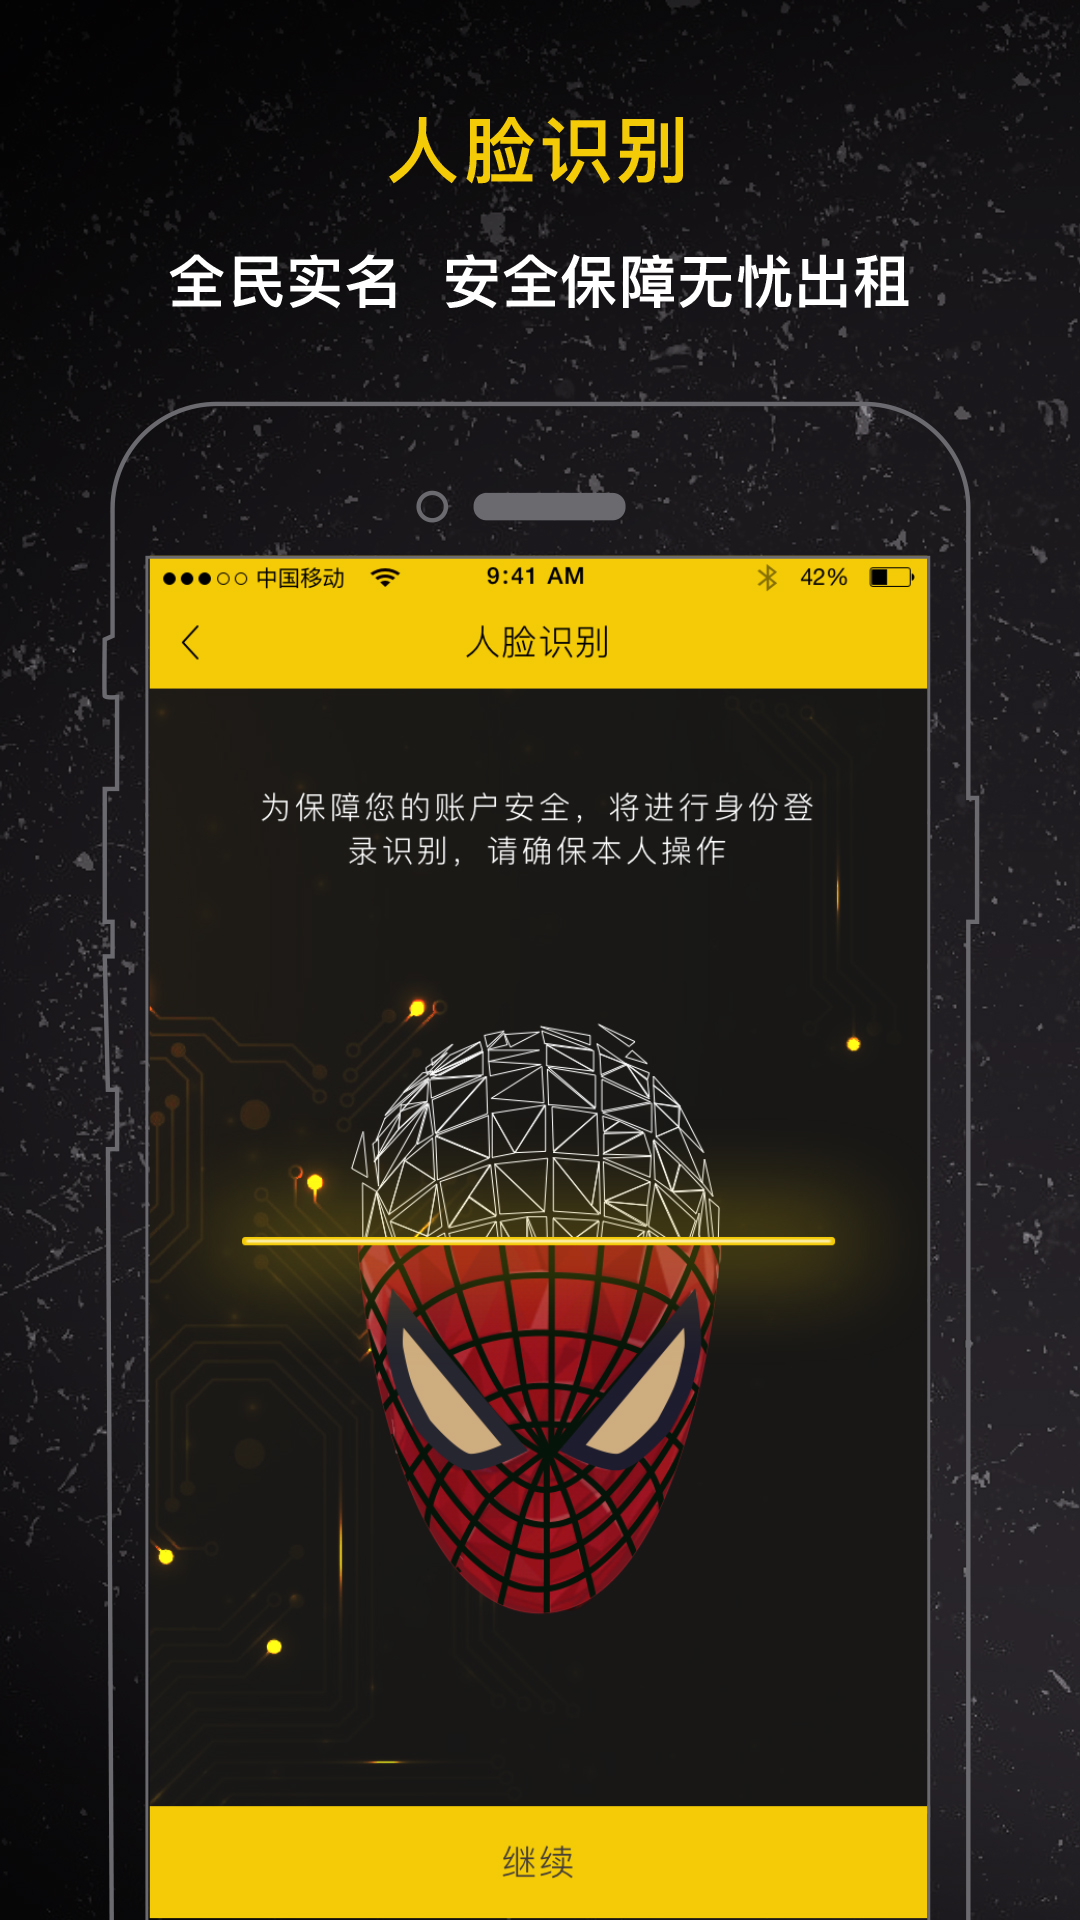 人脸识别
全民实名 安全保障无忧出租
中国移动 9:41 AM 42%
人脸识别
为保障您的账户安全，将进行身份登
录识别，请确保本人操作
继续